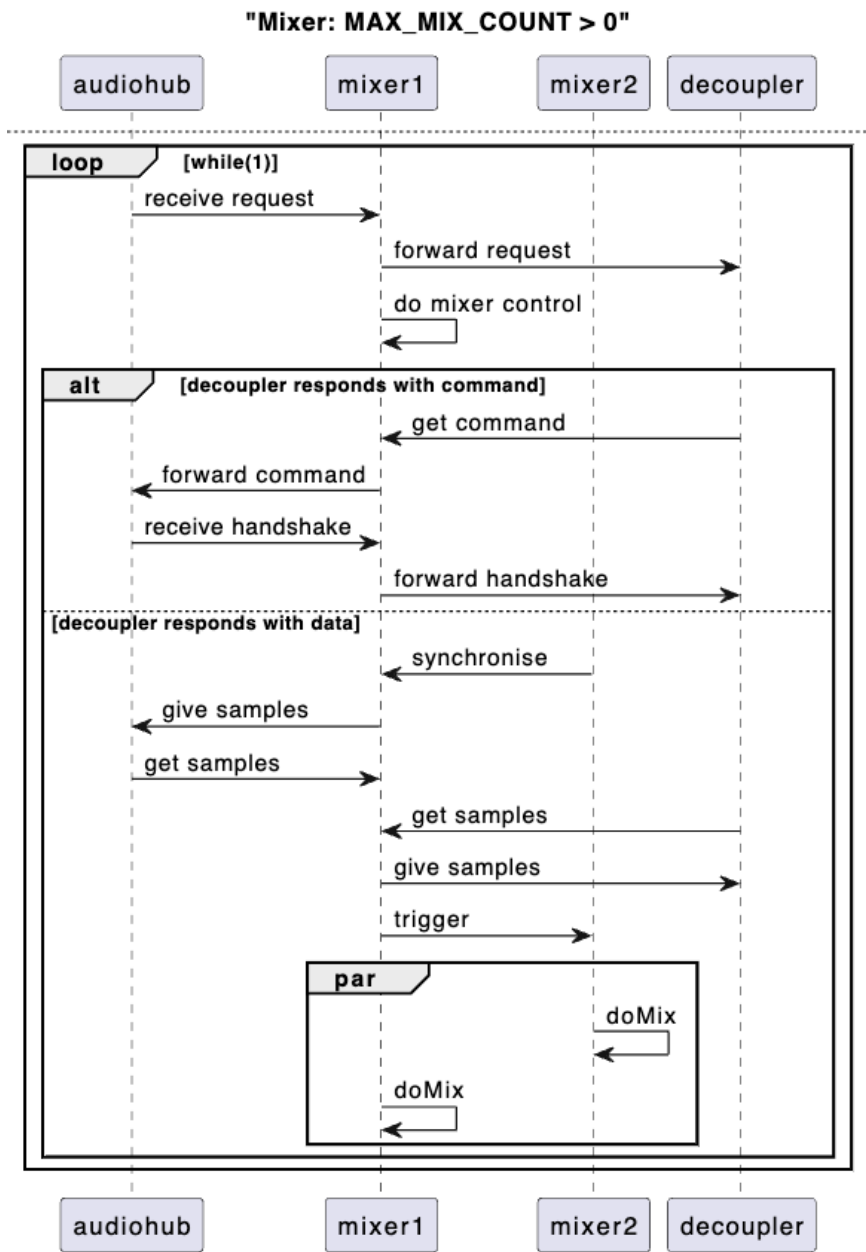 "Mixer: MAX_MIX_COUNT > 0"
audiohub mixer1 mixer2 decoupler
loop [while(1)]
receive request
forward request
do mixer control
alt [decoupler responds with command]
get command
forward command
receive handshake
forward handshake
[decoupler responds with data]
synchronise
give samples
get samples
get samples
give samples
trigger
par
doMix
doMix
audiohub mixer1 mixer2 decoupler